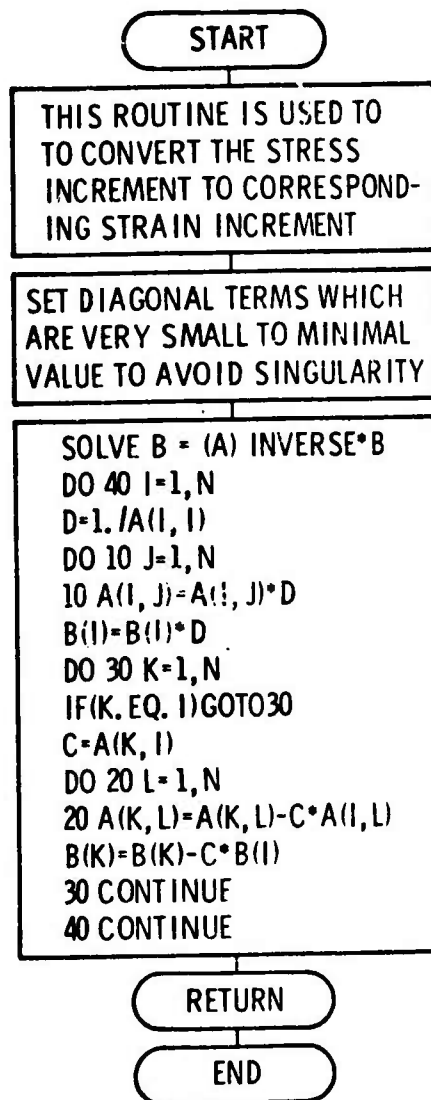 START
THIS ROUTINE IS USED TO
TO CONVERT THE STRESS
INCREMENT TO CORRESPOND-
ING STRAIN INCREMENT
SET DIAGONAL TERMS WHICH
ARE VERY SMALL TO MINIMAL
VALUE TO AVOID SINGULARITY
SOLVE B = (A) INVERSE*B
DO 40 I=1, N
D=1. /A(I, I)
DO 10 J=1, N
10 A(I, J)=A(I, J)*D
B(I)=B(I)*D
DO 30 K=1, N
IF(K. EQ. I)GOTO30
C=A(K, I)
DO 20 L=1, N
20 A(K, L)=A(K, L)-C*A(I, L)
B(K)=B(K)-C*B(I)
30 CONTINUE
40 CONTINUE
RETURN
END